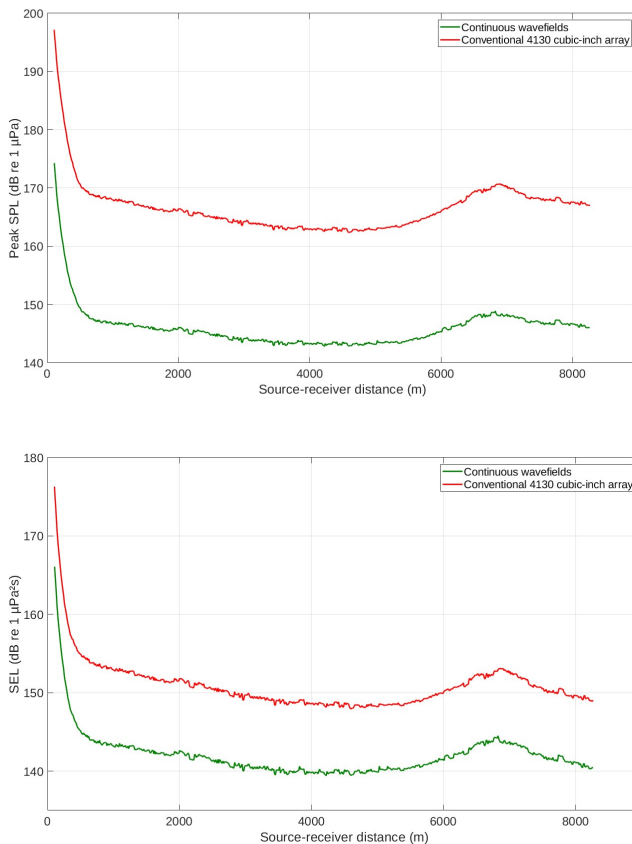 200
190
180
170
160
150
140
Peak SPL (dB re 1 µPa)
Continuous wavefields
Conventional 4130 cubic-inch array
0 2000 4000 6000 8000
Source-receiver distance (m)
180
170
160
150
140
SEL (dB re 1 µPa²s)
Continuous wavefields
Conventional 4130 cubic-inch array
0 2000 4000 6000 8000
Source-receiver distance (m)